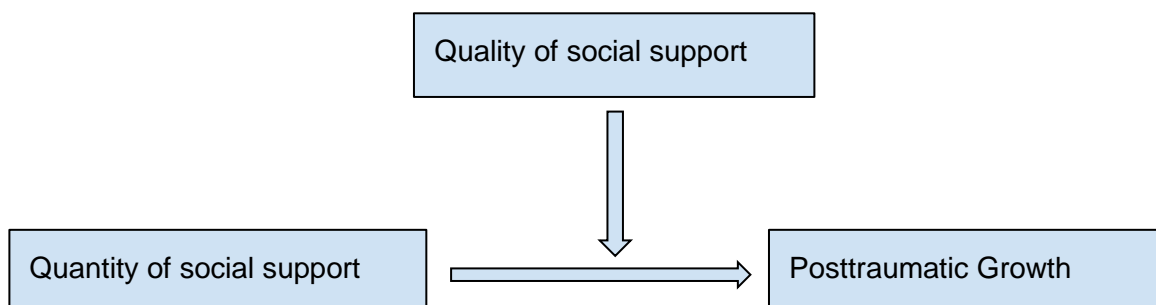 Quality of social support
Quantity of social support
Posttraumatic Growth